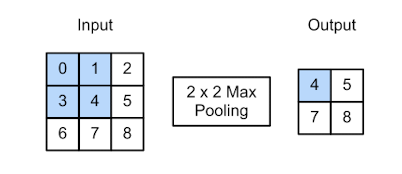 Input
Output
0 1 2
3 4 5
6 7 8
2 x 2 Max
Pooling
4 5
7 8